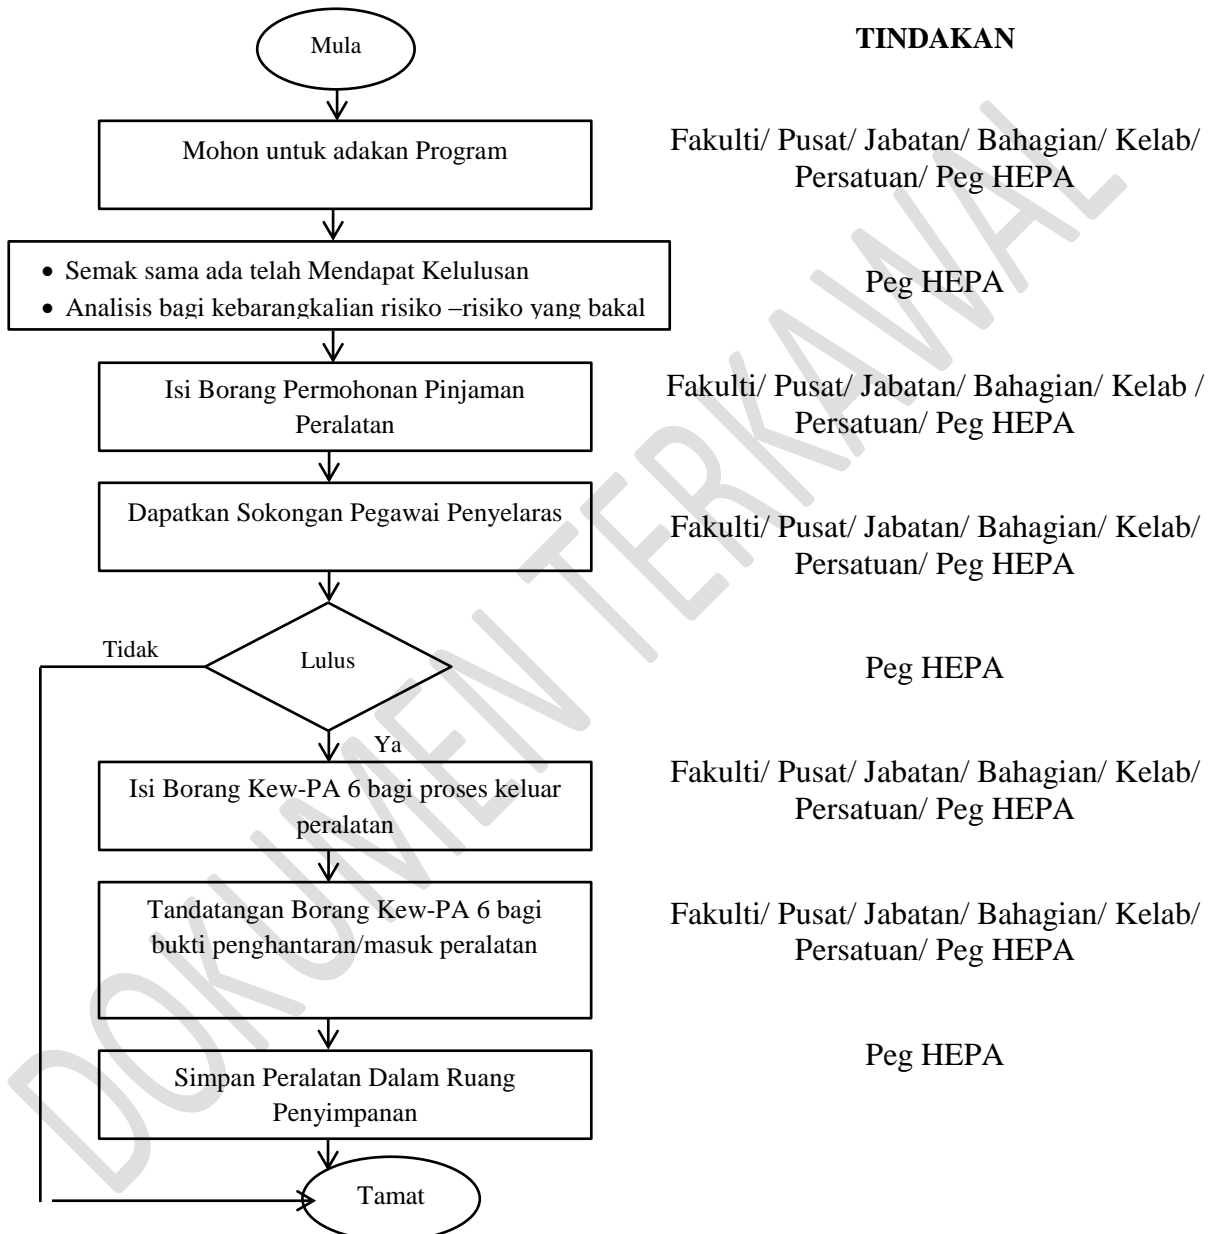 Mula
TINDAKAN
Mohon untuk adakan Program
Fakulti/ Pusat/ Jabatan/ Bahagian/ Kelab/
Persatuan/ Peg HEPA
• Semak sama ada telah Mendapat Kelulusan
• Analisis bagi kebarangkalian risiko –risiko yang bakal
Peg HEPA
Isi Borang Permohonan Pinjaman
Peralatan
Fakulti/ Pusat/ Jabatan/ Bahagian/ Kelab /
Persatuan/ Peg HEPA
Dapatkan Sokongan Pegawai Penyelaras
Fakulti/ Pusat/ Jabatan/ Bahagian/ Kelab/
Persatuan/ Peg HEPA
Tidak
Lulus
Peg HEPA
Ya
Isi Borang Kew-PA 6 bagi proses keluar
peralatan
Fakulti/ Pusat/ Jabatan/ Bahagian/ Kelab/
Persatuan/ Peg HEPA
Tandatangan Borang Kew-PA 6 bagi
bukti penghantaran/masuk peralatan
Fakulti/ Pusat/ Jabatan/ Bahagian/ Kelab/
Persatuan/ Peg HEPA
Simpan Peralatan Dalam Ruang
Penyimpanan
Peg HEPA
Tamat
DOKUMEN TERKAWAL